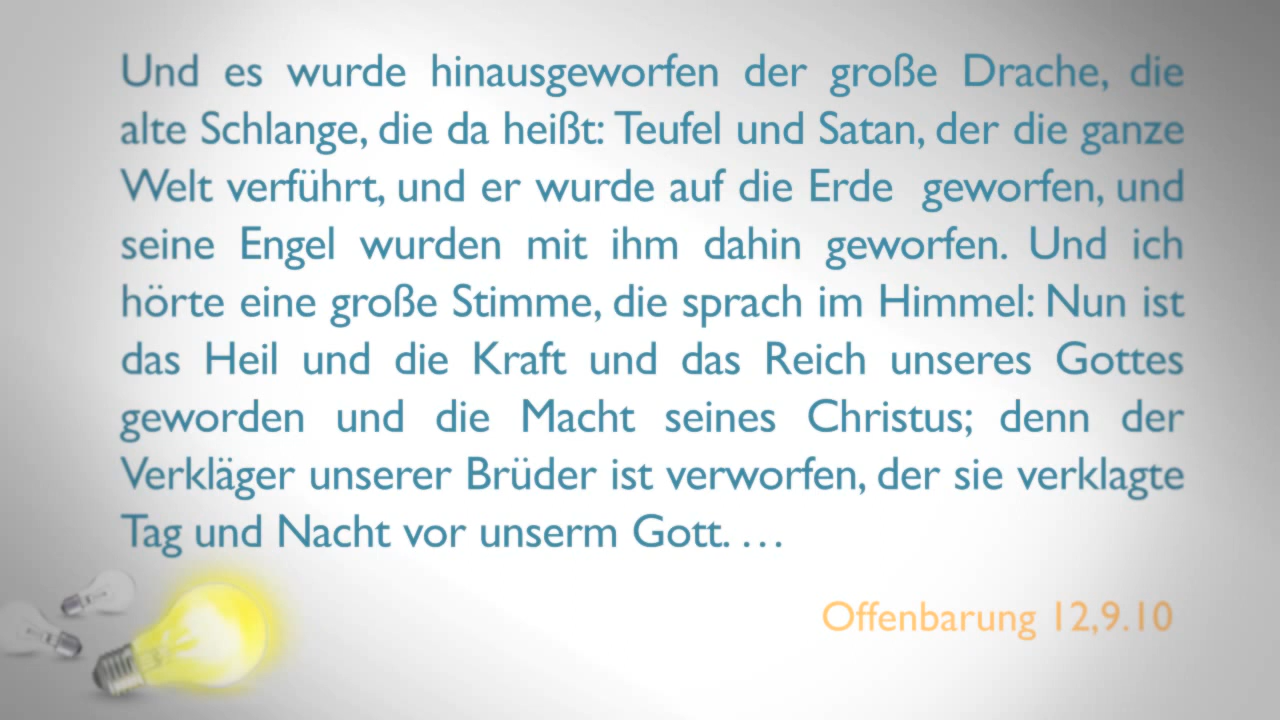 Und es wurde hinausgeworfen der große Drache, die
alte Schlange, die da heißt: Teufel und Satan, der die ganze
Welt verführt, und er wurde auf die Erde geworfen, und
seine Engel wurden mit ihm dahin geworfen. Und ich
hörte eine große Stimme, die sprach im Himmel: Nun ist
das Heil und die Kraft und das Reich unseres Gottes
geworden und die Macht seines Christus; denn der
Verkläger unserer Brüder ist verworfen, der sie verklagte
Tag und Nacht vor unserm Gott. …
Offenbarung 12,9.10